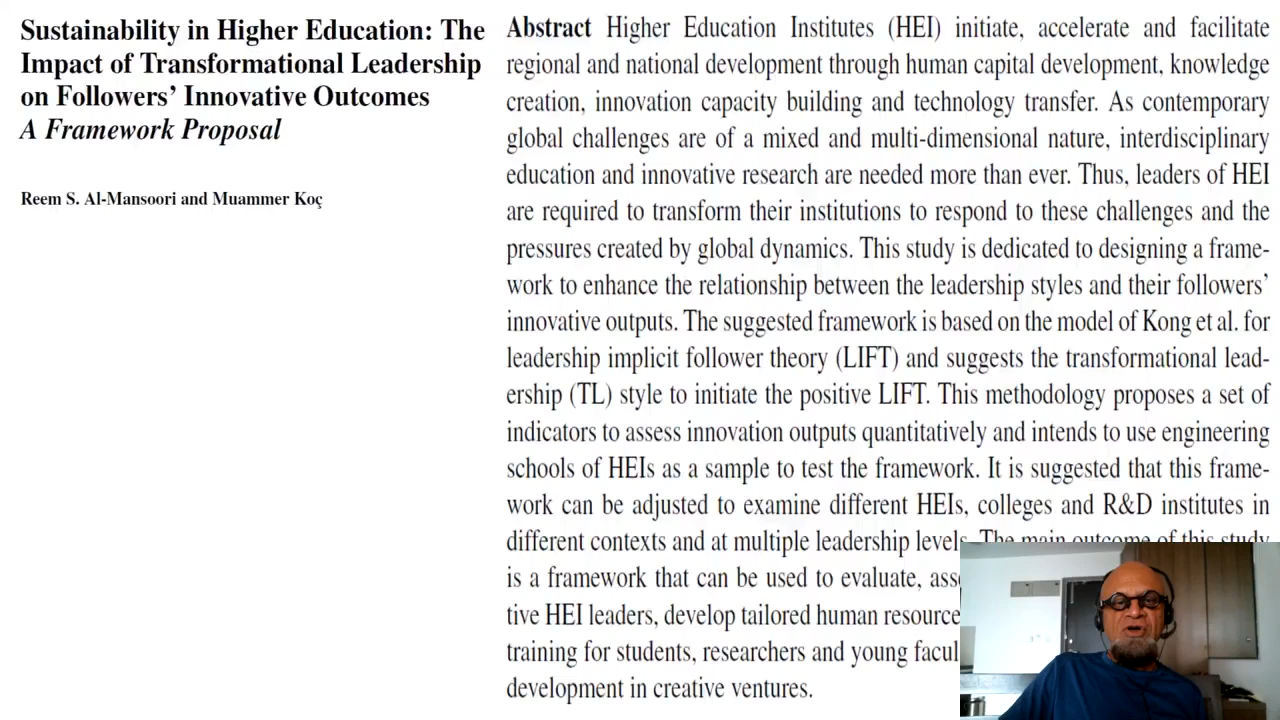 Sustainability in Higher Education: The
Impact of Transformational Leadership
on Followers' Innovative Outcomes
A Framework Proposal
Reem S. Al-Mansoori and Muammer Koç
Abstract Higher Education Institutes (HEI) initiate, accelerate and facilitate
regional and national development through human capital development, knowledge
creation, innovation capacity building and technology transfer. As contemporary
global challenges are of a mixed and multi-dimensional nature, interdisciplinary
education and innovative research are needed more than ever. Thus, leaders of HEI
are required to transform their institutions to respond to these challenges and the
pressures created by global dynamics. This study is dedicated to designing a frame-
work to enhance the relationship between the leadership styles and their followers'
innovative outputs. The suggested framework is based on the model of Kong et al. for
leadership implicit follower theory (LIFT) and suggests the transformational lead-
ership (TL) style to initiate the positive LIFT. This methodology proposes a set of
indicators to assess innovation outputs quantitatively and intends to use engineering
schools of HEIs as a sample to test the framework. It is suggested that this frame-
work can be adjusted to examine different HEIs, colleges and R&D institutes in
different contexts and at multiple leadership levels. The main outcome of this study
is a framework that can be used to evaluate,
tive HEI leaders, develop tailored human resource
training for students, researchers and young
development in creative ventures.